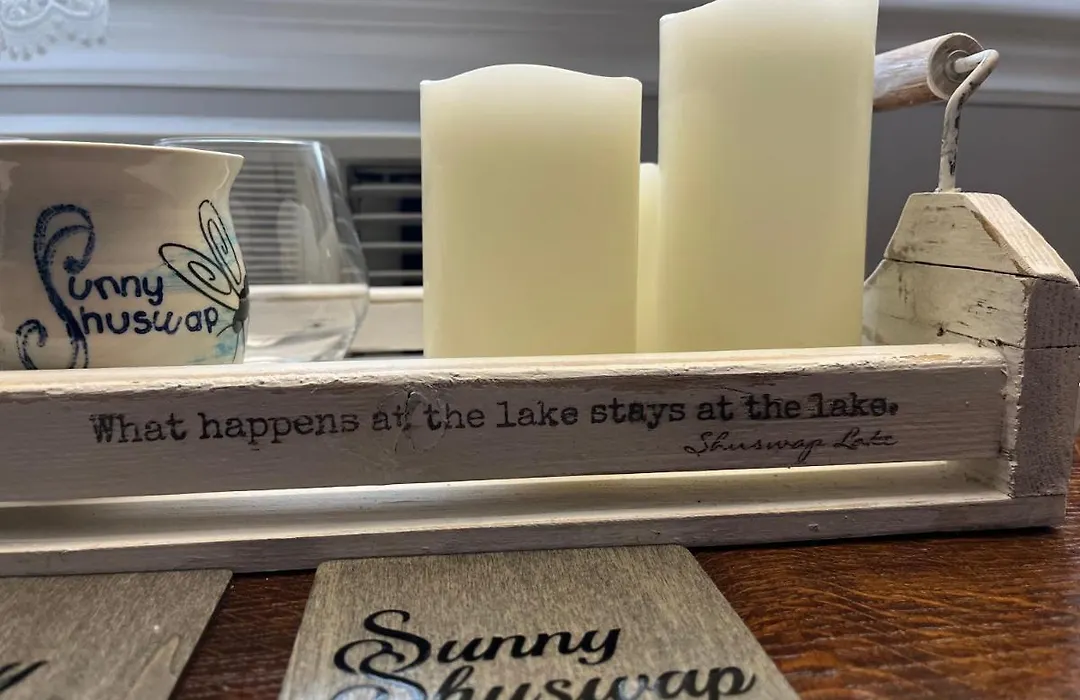 Sunny
Shuswap
What happens at the lake stays at the lake.
Shuswap Lake
Sunny
Shuswap